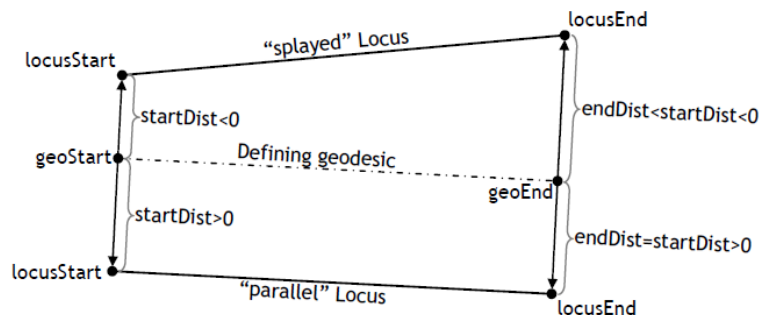 locusEnd
“splayed” Locus
locusStart
startDist<0
endDist<startDist<0
Defining geodesic
geoStart
geoEnd
startDist>0
endDist=startDist>0
locusStart
“parallel” Locus
locusEnd